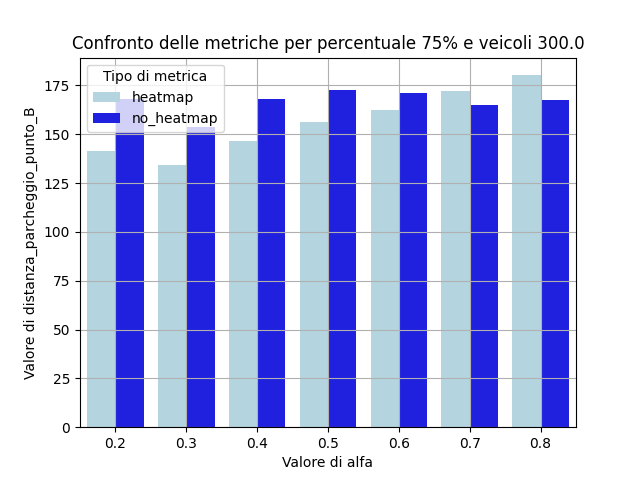 Confronto delle metriche per percentuale 75% e veicoli 300.0
Tipo di metrica
heatmap
no_heatmap
Valore di distanza_parcheggio_punto_B
175
150
125
100
75
50
25
0
0.2 0.3 0.4 0.5 0.6 0.7 0.8
Valore di alfa